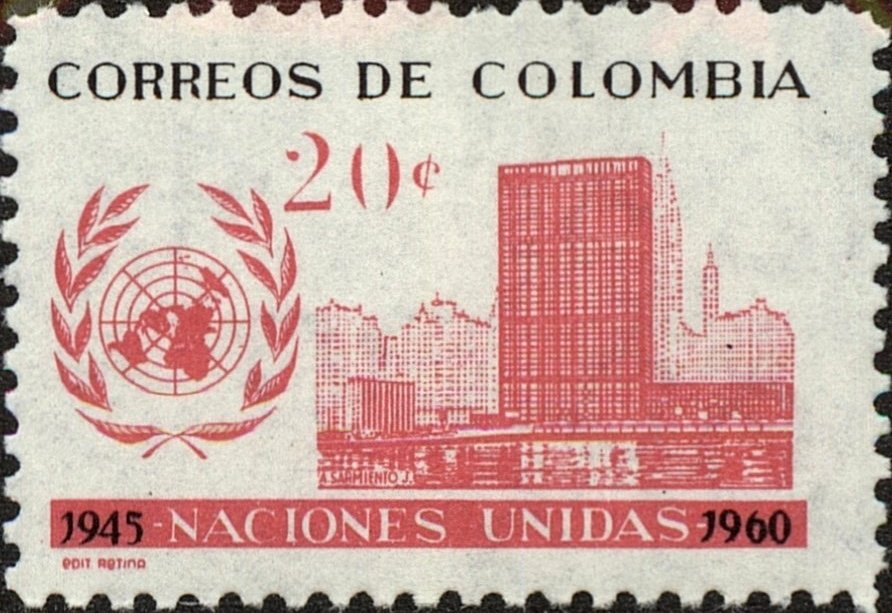 CORREOS DE COLOMBIA
20¢
A. SARMIENTO. J.
1945 - NACIONES UNIDAS - 1960
EDIT RETINA